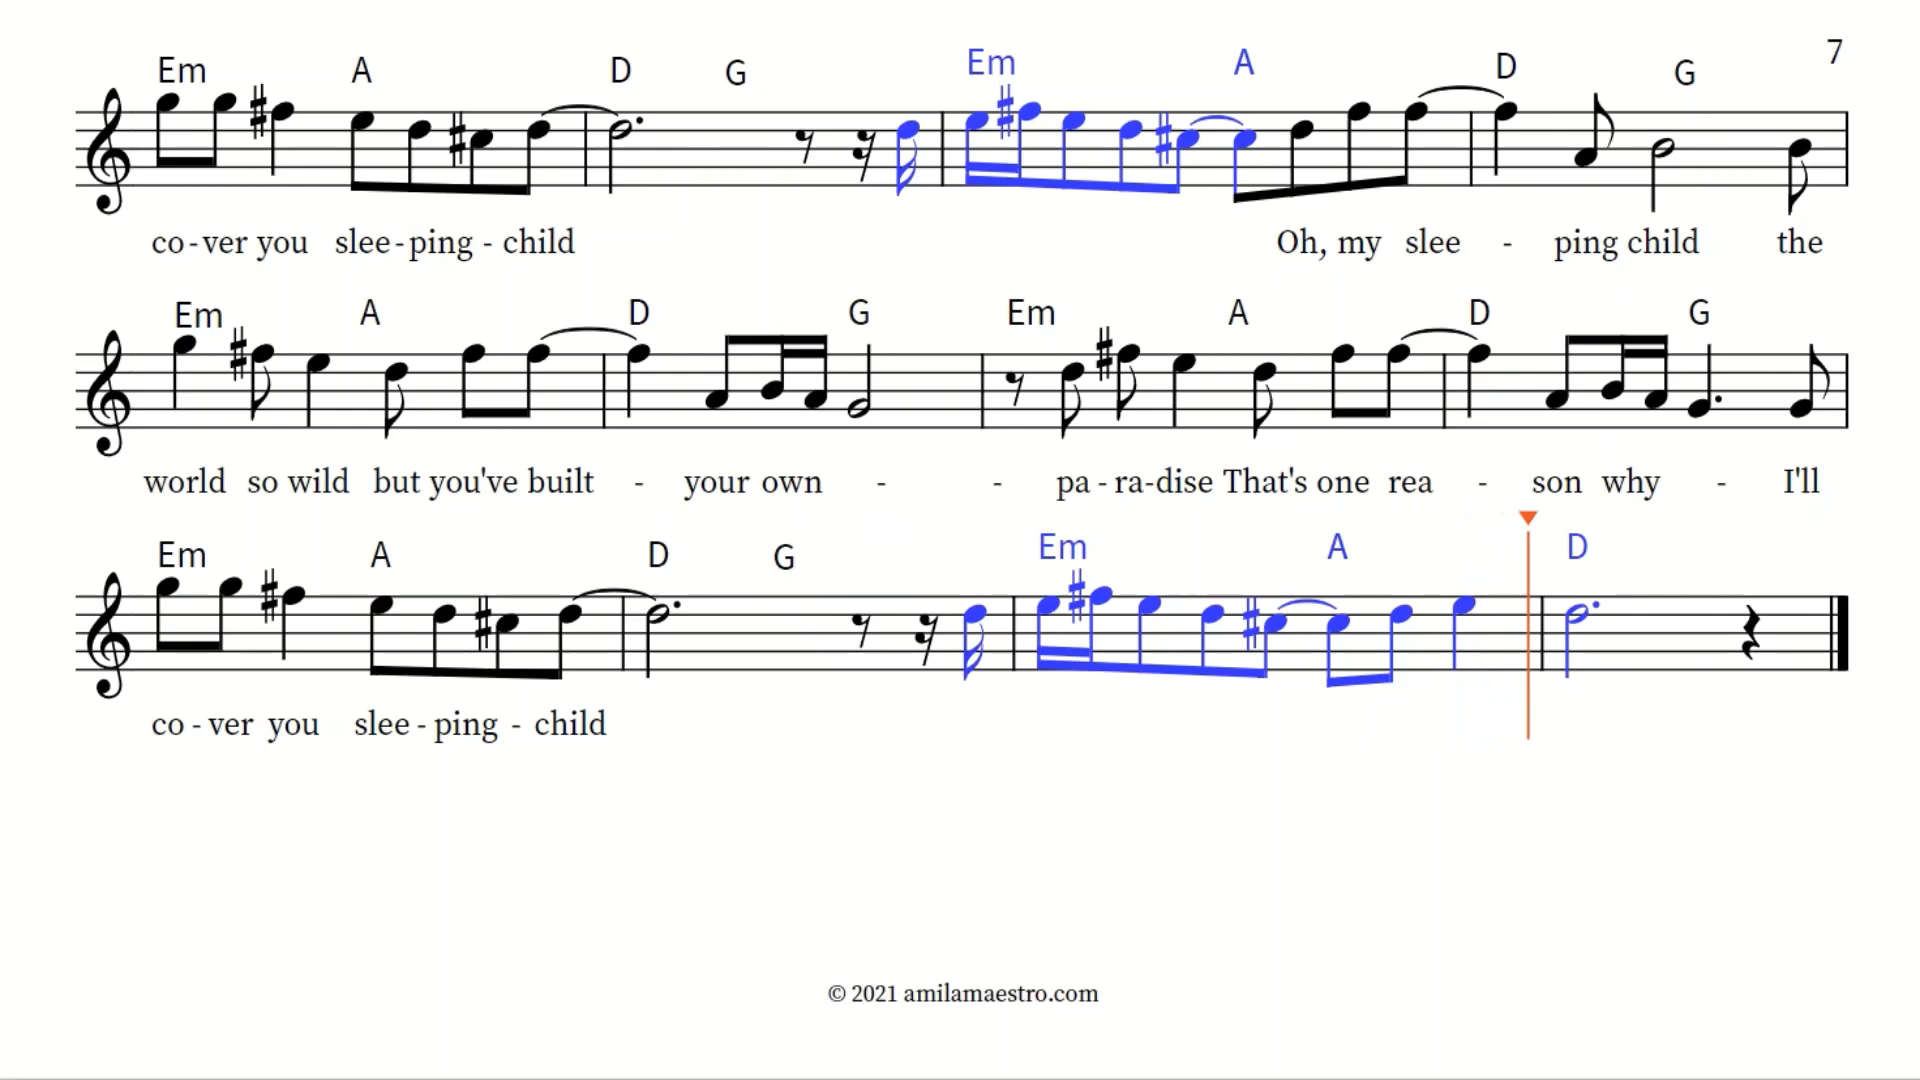 7
Em A D G Em A D G
co-ver you slee-ping-child Oh, my slee - ping child the
Em A D G Em A D G
world so wild but you've built - your own - - pa-ra-dise That's one rea - son why - I'll
Em A D G Em A D
co-ver you slee-ping-child
© 2021 amilamaestro.com